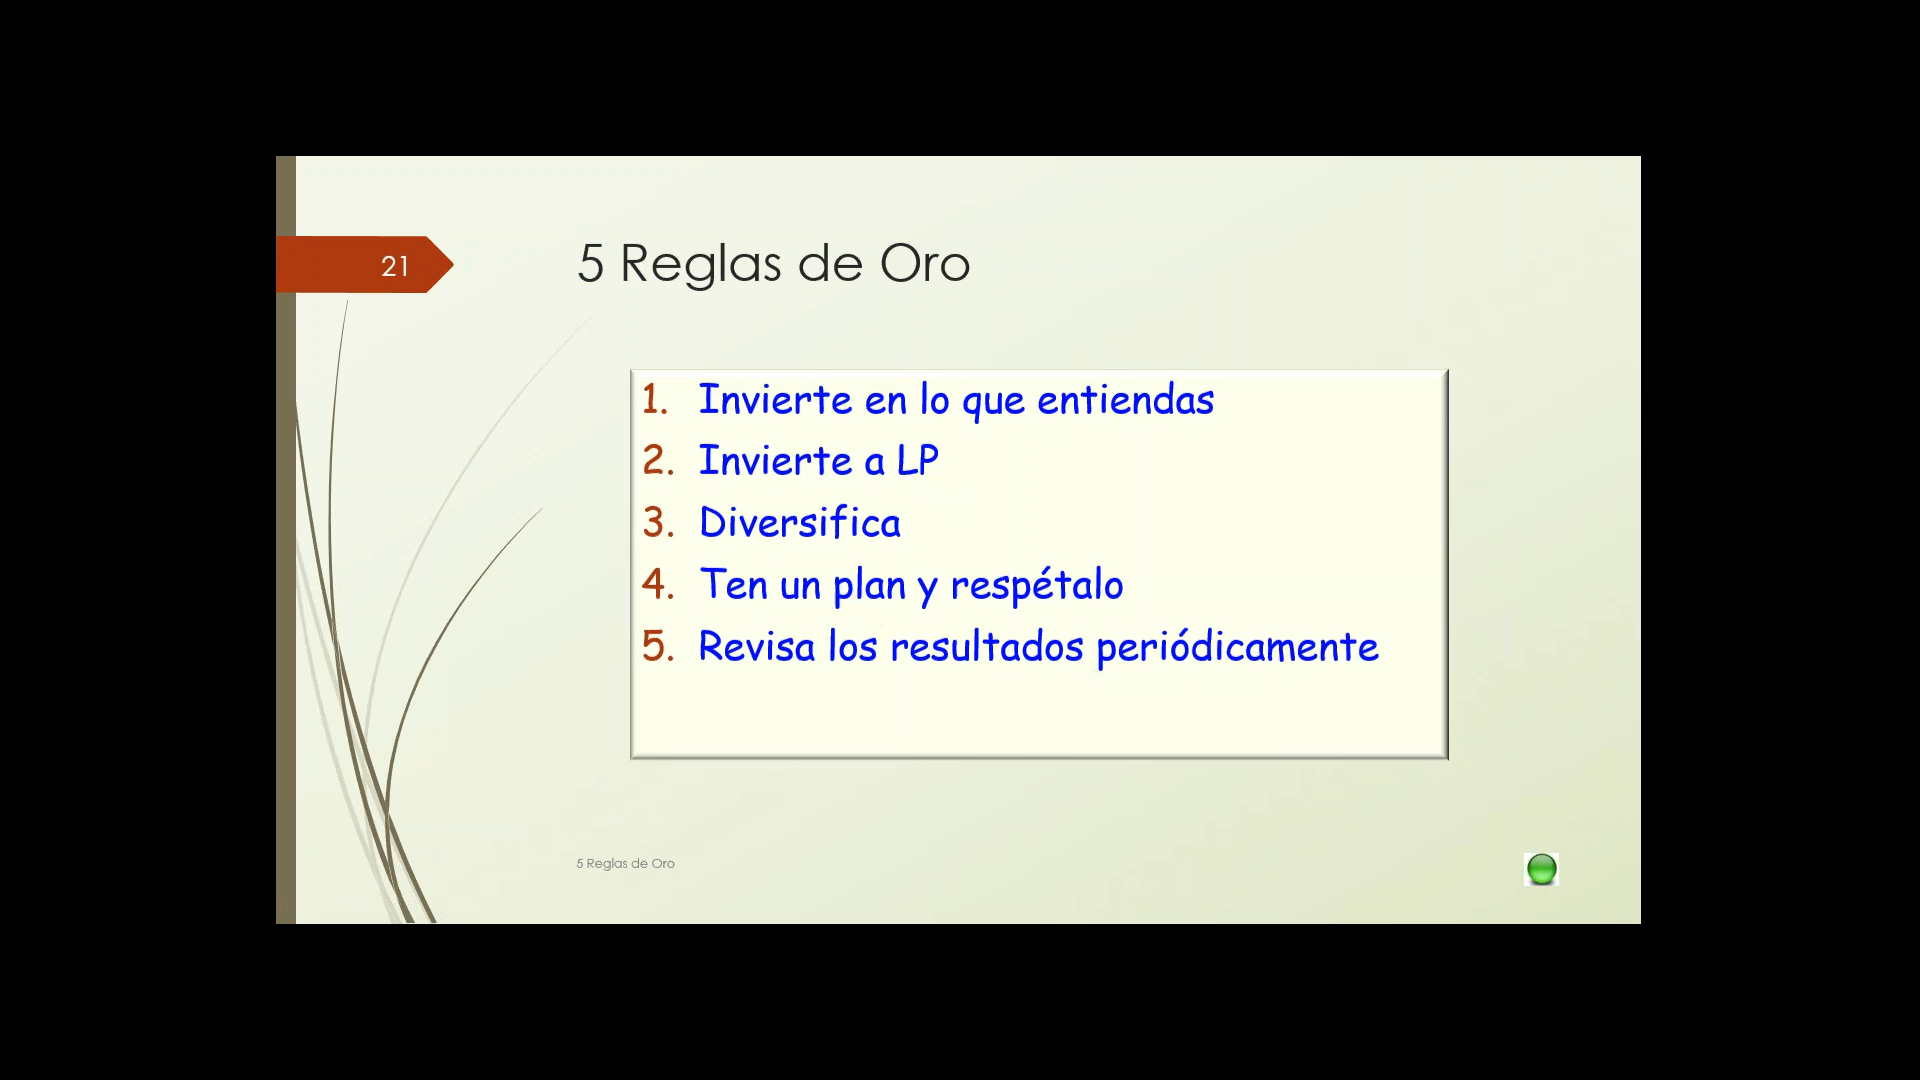 21
5 Reglas de Oro
1. Invierte en lo que entiendas
2. Invierte a LP
3. Diversifica
4. Ten un plan y respétalo
5. Revisa los resultados periódicamente
5 Reglas de Oro